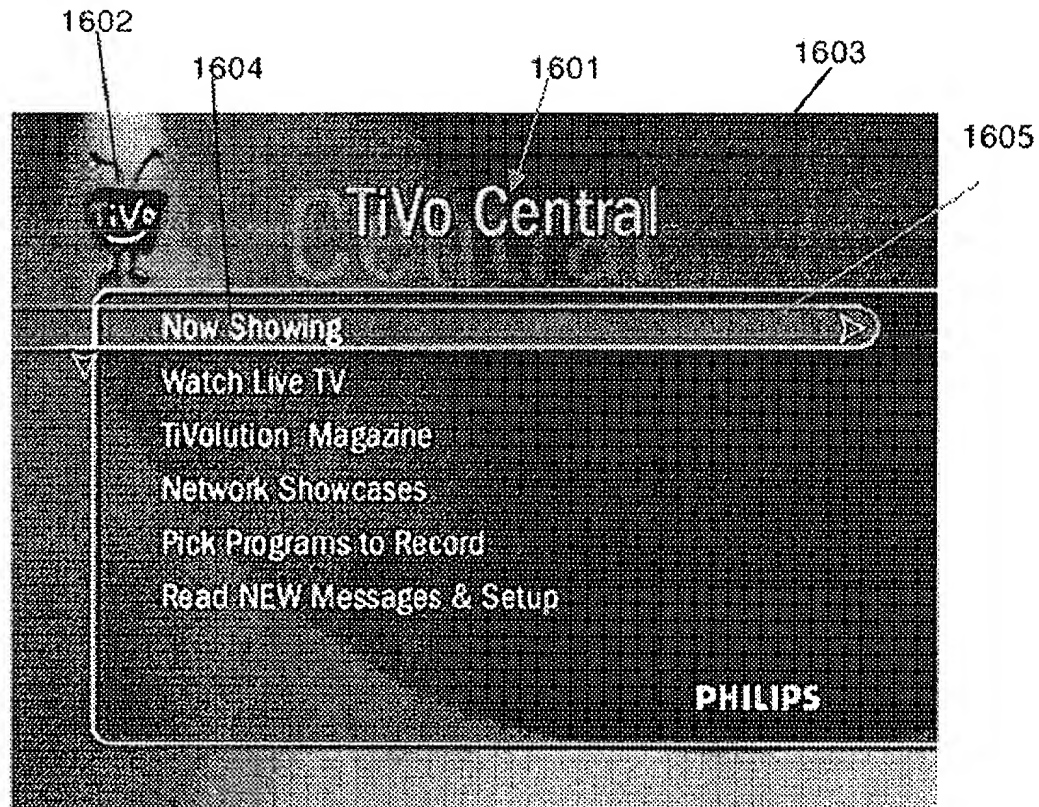 1602
1604
1601
1603
1605
TiVo
TiVo Central
Central
Now Showing
Watch Live TV
TiVolution Magazine
Network Showcases
Pick Programs to Record
Read NEW Messages & Setup
PHILIPS